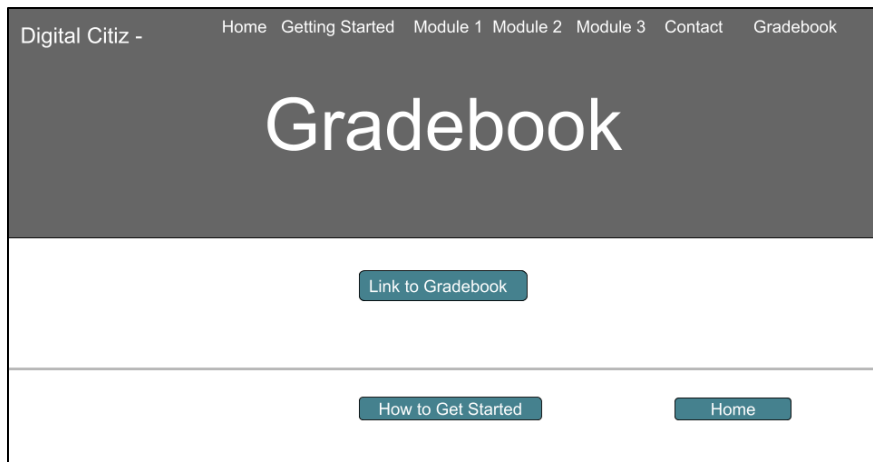 Digital Citiz - Home Getting Started Module 1 Module 2 Module 3 Contact Gradebook
Gradebook
Link to Gradebook
How to Get Started Home